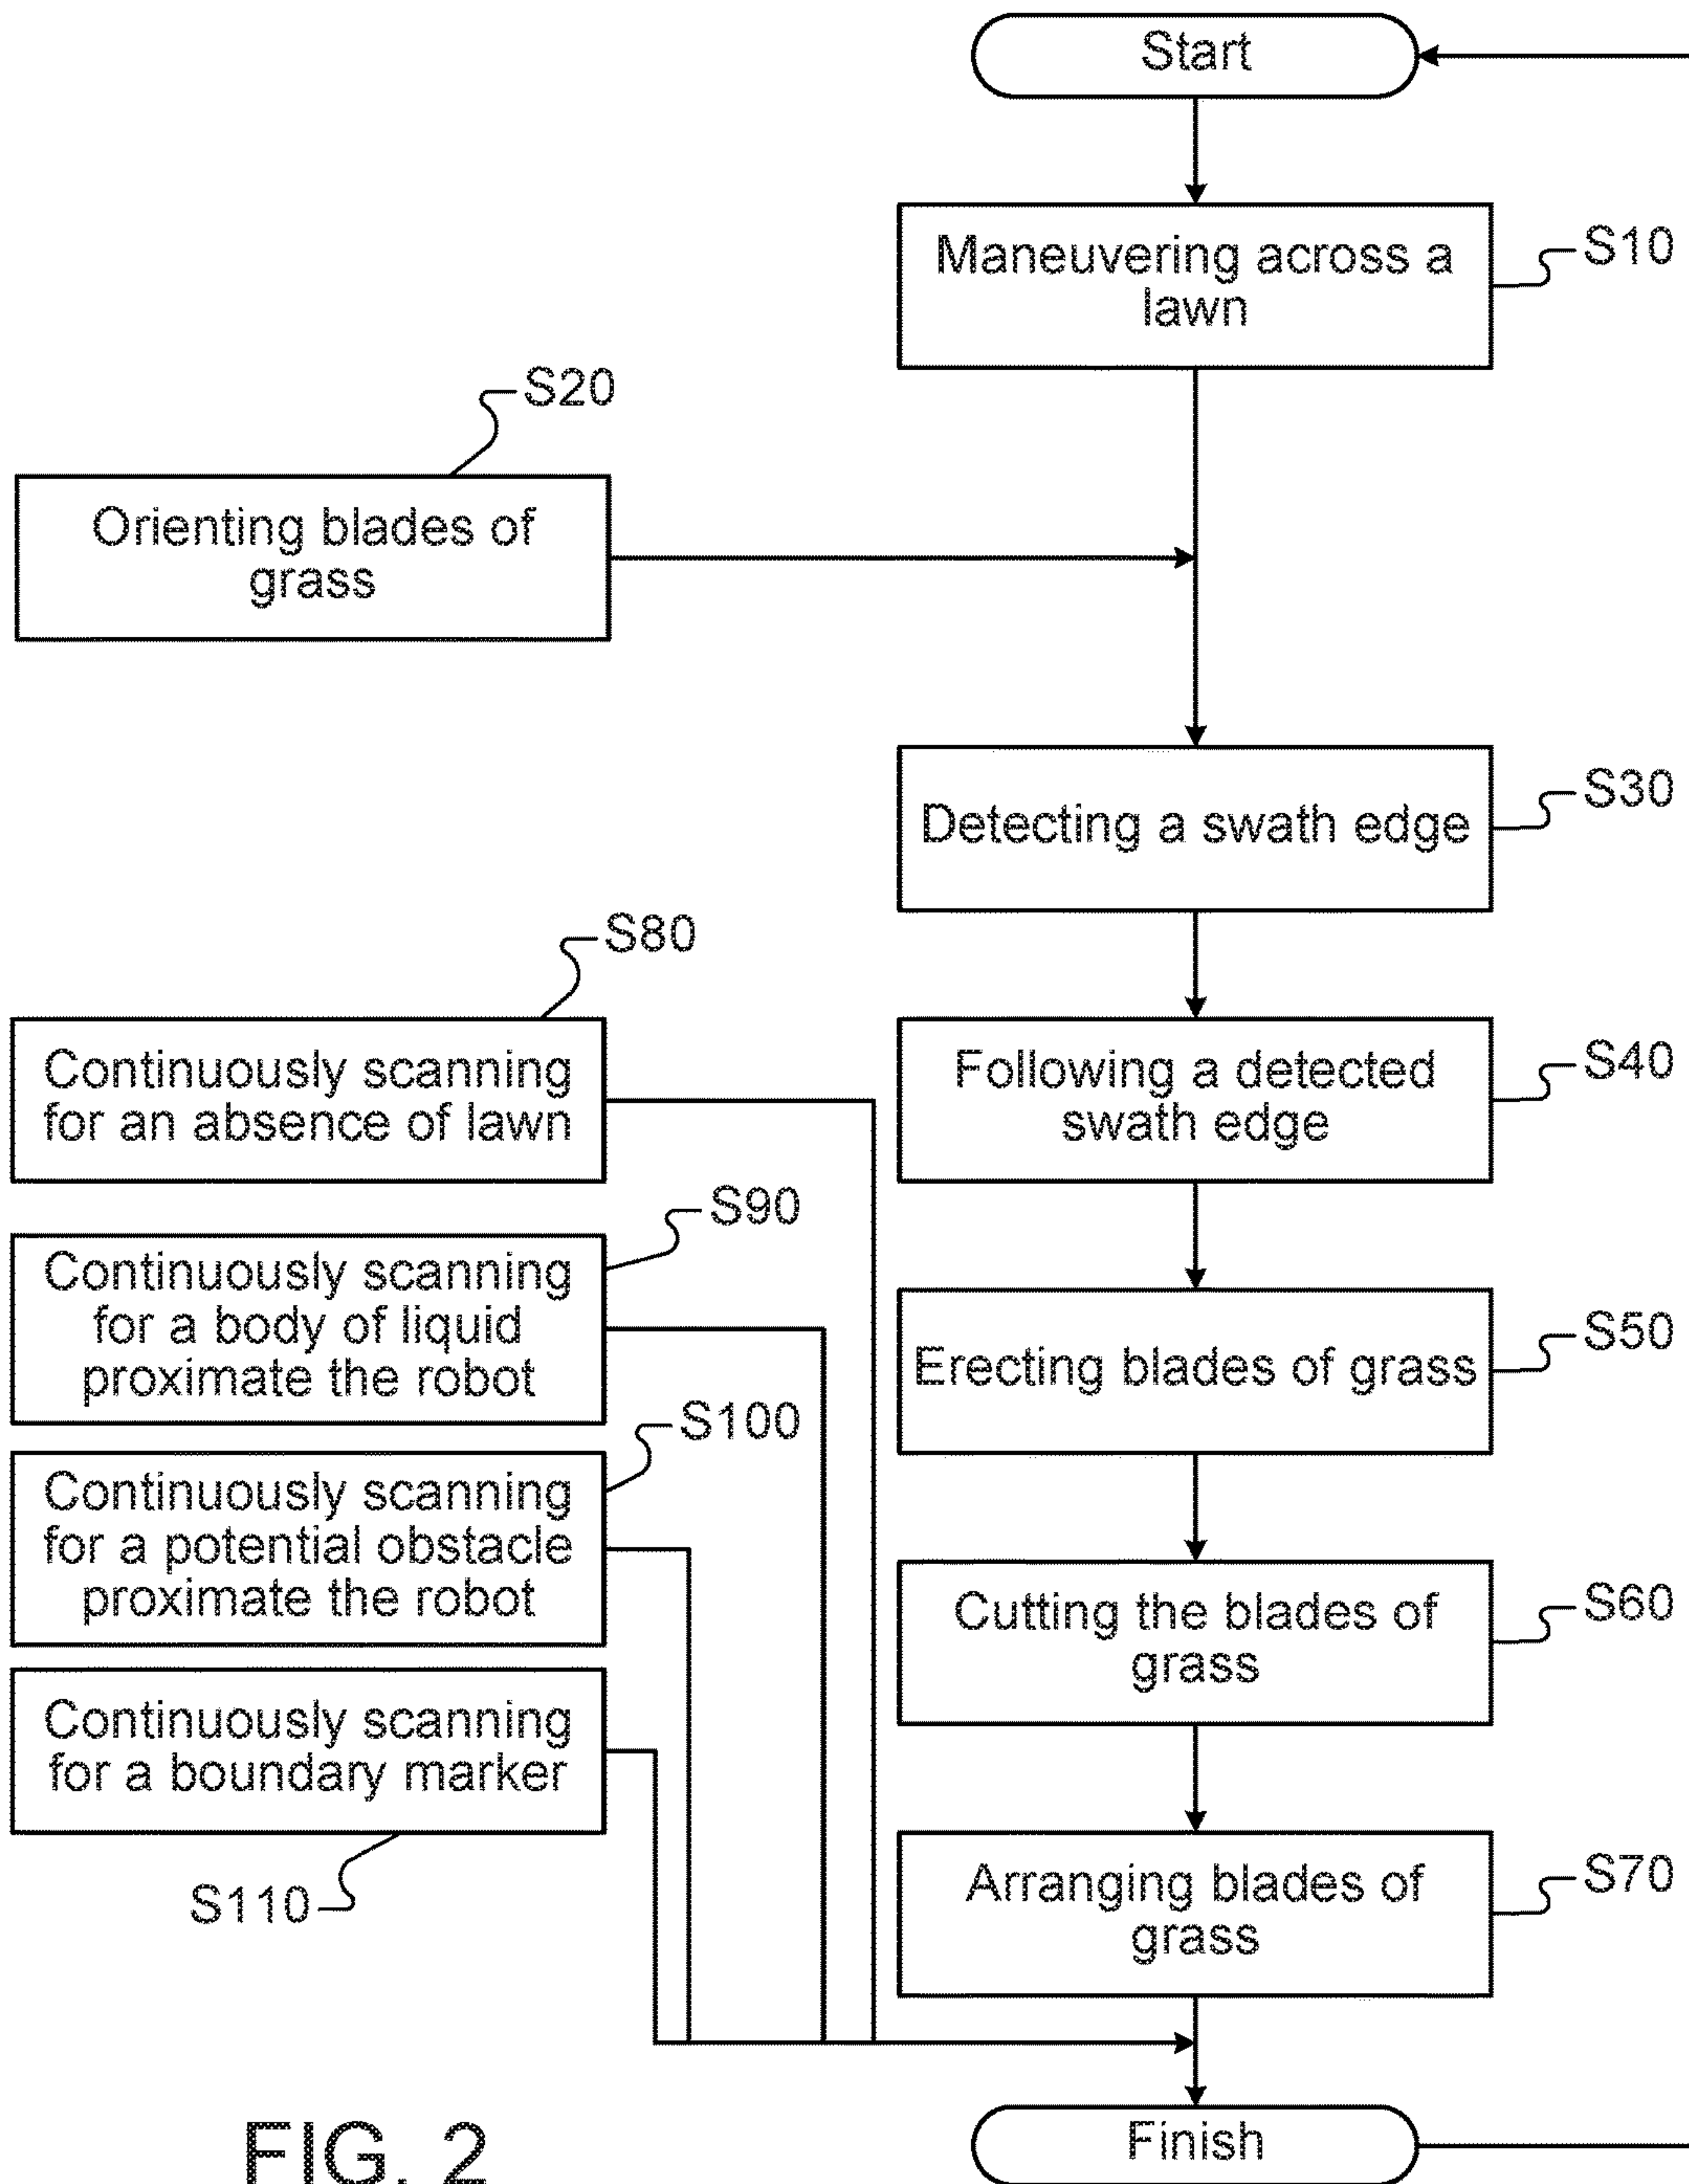 Start
Maneuvering across a
lawn
S10
S20
Orienting blades of
grass
Detecting a swath edge
S30
S80
Continuously scanning
for an absence of lawn
Following a detected
swath edge
S40
S90
Continuously scanning
for a body of liquid
proximate the robot
Erecting blades of grass
S50
S100
Continuously scanning
for a potential obstacle
proximate the robot
Cutting the blades of
grass
S60
Continuously scanning
for a boundary marker
S110
Arranging blades of
grass
S70
Finish
FIG. 2